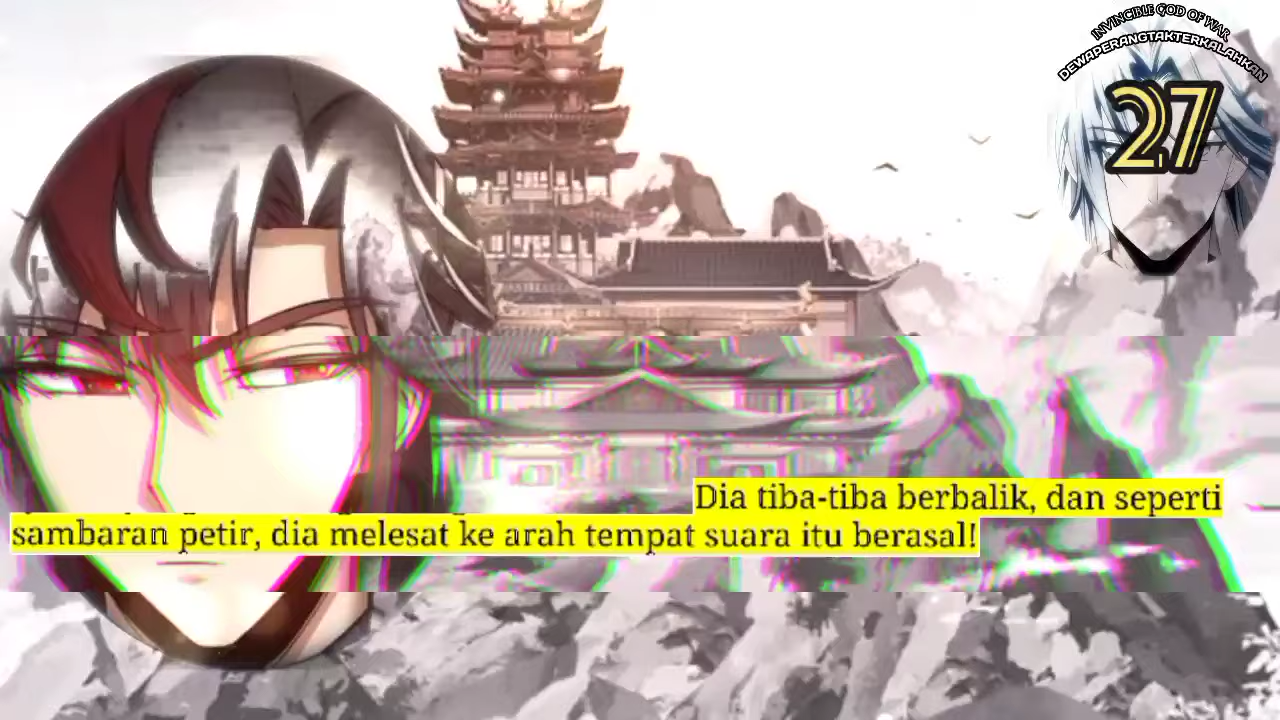 INVINCIBLE GOD OF WAR
DEWAPERANGTAKTERKALAHKAN
27
Dia tiba-tiba berbalik, dan seperti
sambaran petir, dia melesat ke arah tempat suara itu berasal!